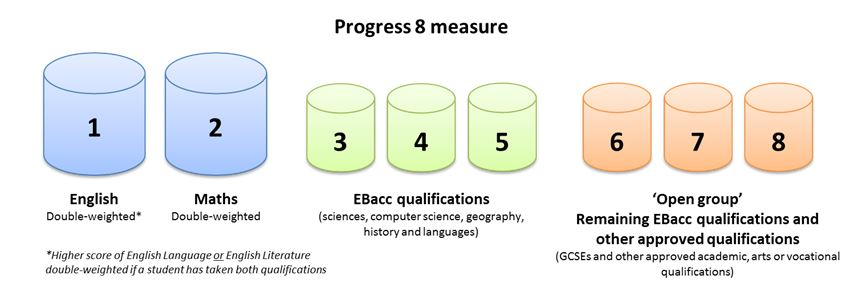 Progress 8 measure
1
2
3
4
5
6
7
8
English
Double-weighted*
Maths
Double-weighted
EBacc qualifications
(sciences, computer science, geography,
history and languages)
‘Open group’
Remaining EBacc qualifications and
other approved qualifications
(GCSEs and other approved academic, arts or vocational
qualifications)
*Higher score of English Language or English Literature
double-weighted if a student has taken both qualifications